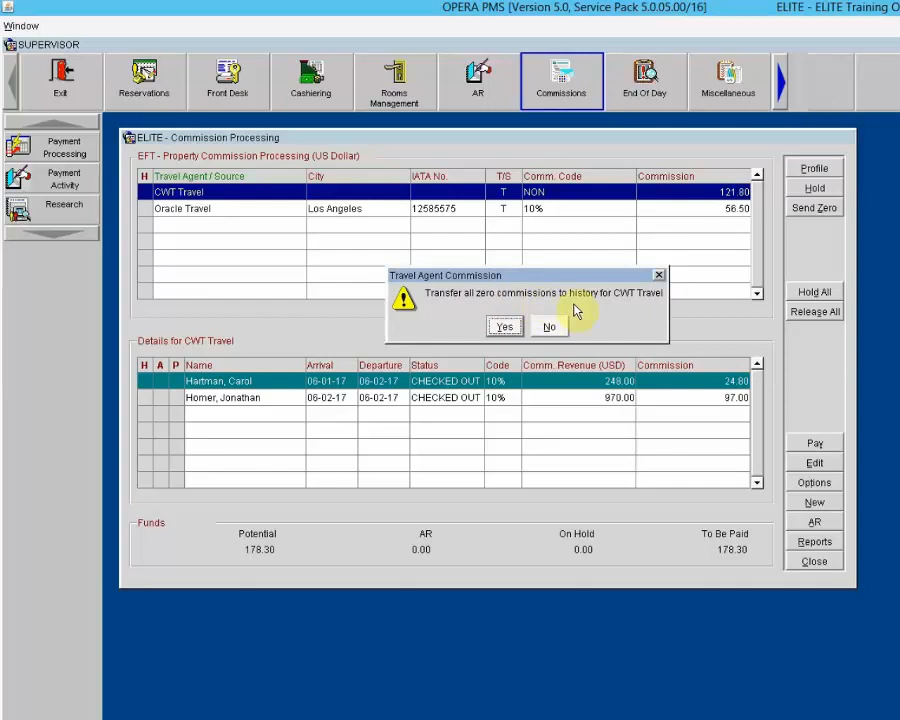 OPERA PMS [Version 5.0, Service Pack 5.0.05.00/16] ELITE - ELITE Training O
Window
SUPERVISOR
Exit
Reservations
Front Desk
Cashiering
Rooms
Management
AR
Commissions
End Of Day
Miscellaneous
Payment
Processing
Payment
Activity
Research
ELITE - Commission Processing
EFT - Property Commission Processing (US Dollar)
H Travel Agent / Source City IATA No. T/S Comm. Code Commission
CWT Travel T NON 121.80
Oracle Travel Los Angeles 12585575 T 10% 56.50
Travel Agent Commission
Transfer all zero commissions to history for CWT Travel
Yes No
Details for CWT Travel
H A P Name Arrival Departure Status Code Comm. Revenue (USD) Commission
Hartman, Carol 06-01-17 06-02-17 CHECKED OUT 10% 248.00 24.80
Homer, Jonathan 06-02-17 06-02-17 CHECKED OUT 10% 970.00 97.00
Funds
Potential AR On Hold To Be Paid
178.30 0.00 0.00 178.30
Profile
Hold
Send Zero
Hold All
Release All
Pay
Edit
Options
New
AR
Reports
Close